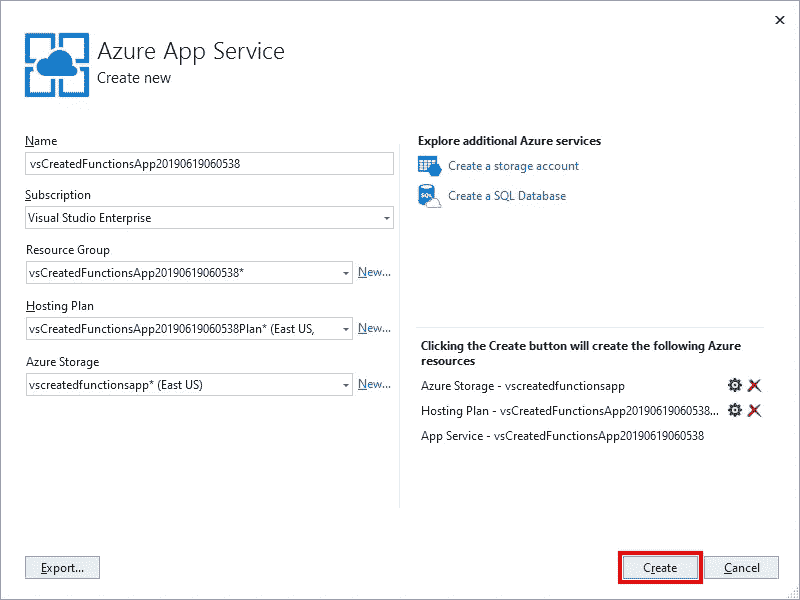 Azure App Service
Create new
Name
vsCreatedFunctionsApp20190619060538
Subscription
Visual Studio Enterprise
Resource Group
vsCreatedFunctionsApp20190619060538*
New...
Hosting Plan
vsCreatedFunctionsApp20190619060538Plan* (East US,
New...
Azure Storage
vscreatedfunctionsapp* (East US)
New...
Explore additional Azure services
Create a storage account
SQL
Create a SQL Database
Clicking the Create button will create the following Azure
resources
Azure Storage - vscreatedfunctionsapp
Hosting Plan - vsCreatedFunctionsApp20190619060538...
App Service - vsCreatedFunctionsApp20190619060538
Export...
Create
Cancel